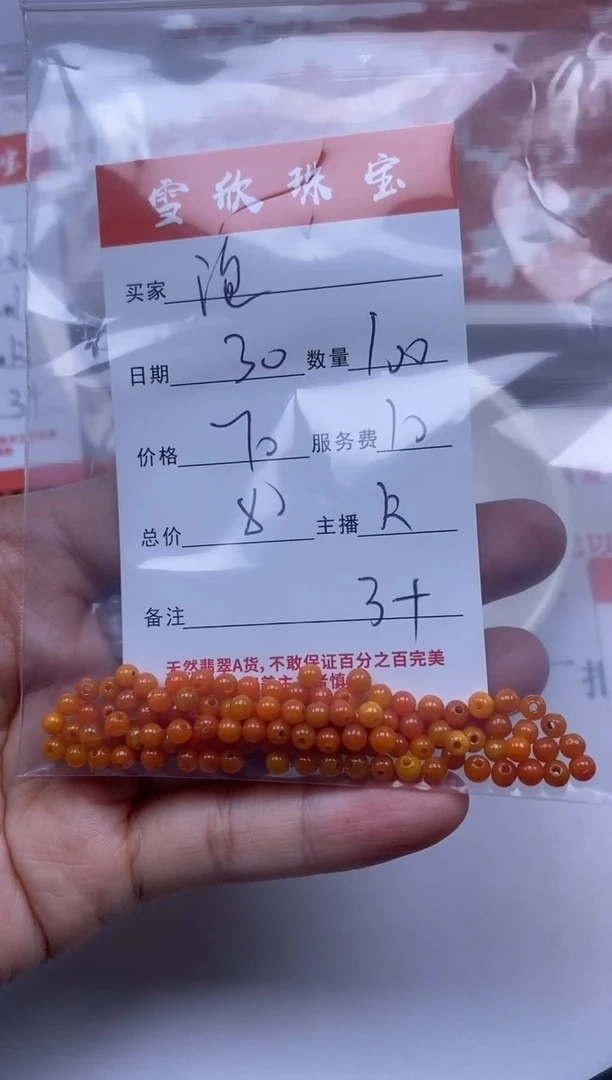 雪欣珠宝
买家 泡
日期 30 数量 100
价格 70 服务费 10
总价 80 主播 k
备注 3+
天然翡翠A货,不敢保证百分之百完美